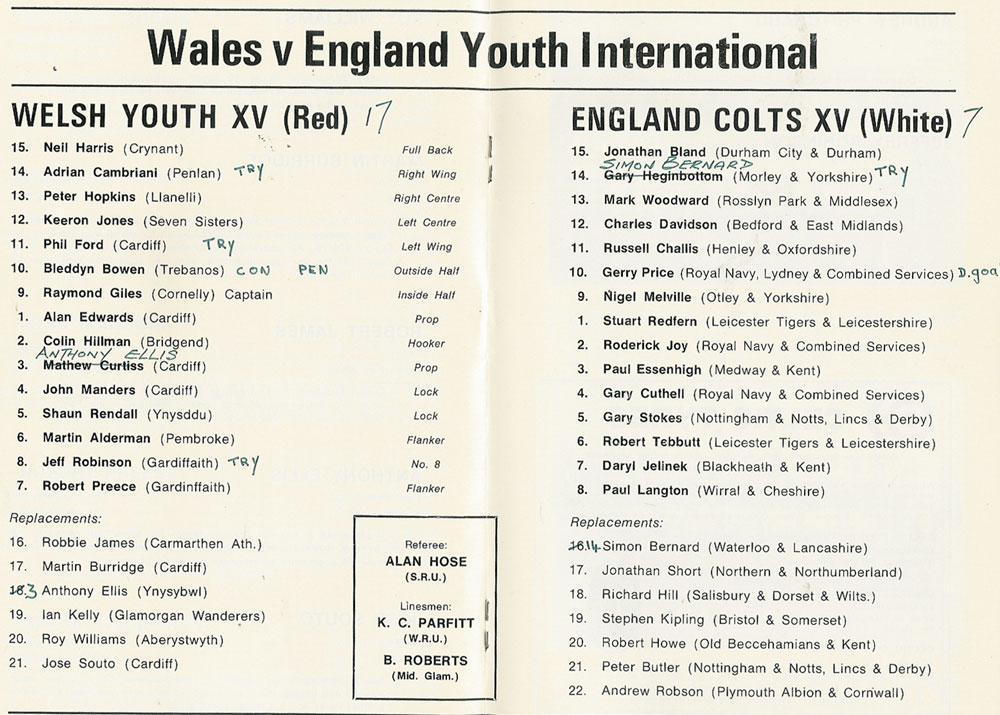 Wales v England Youth International
WELSH YOUTH XV (Red) 17
15. Neil Harris (Crynant) Full Back
14. Adrian Cambriani (Penlan) TRY Right Wing
13. Peter Hopkins (Llanelli) Right Centre
12. Keeron Jones (Seven Sisters) Left Centre
11. Phil Ford (Cardiff) TRY Left Wing
10. Bleddyn Bowen (Trebanos) CON PEN Outside Half
9. Raymond Giles (Cornelly) Captain Inside Half
1. Alan Edwards (Cardiff) Prop
2. Colin Hillman (Bridgend) Hooker
ANTHONY ELLIS
3. Mathew Curtiss (Cardiff) Prop
4. John Manders (Cardiff) Lock
5. Shaun Rendall (Ynysddu) Lock
6. Martin Alderman (Pembroke) Flanker
8. Jeff Robinson (Gardiffaith) TRY No. 8
7. Robert Preece (Gardinffaith) Flanker
Replacements:
16. Robbie James (Carmarthen Ath.)
17. Martin Burridge (Cardiff)
18. 3 Anthony Ellis (Ynysybwl)
19. Ian Kelly (Glamorgan Wanderers)
20. Roy Williams (Aberystwyth)
21. Jose Souto (Cardiff)
Referee:
ALAN HOSE
(S.R.U.)
Linesmen:
K. C. PARFITT
(W.R.U.)
B. ROBERTS
(Mid. Glam.)
ENGLAND COLTS XV (White) 7
15. Jonathan Bland (Durham City & Durham)
SIMON BERNARD
14. Gary Heginbottom (Morley & Yorkshire) TRY
13. Mark Woodward (Rosslyn Park & Middlesex)
12. Charles Davidson (Bedford & East Midlands)
11. Russell Challis (Henley & Oxfordshire)
10. Gerry Price (Royal Navy, Lydney & Combined Services) D.goa
9. Nigel Melville (Otley & Yorkshire)
1. Stuart Redfern (Leicester Tigers & Leicestershire)
2. Roderick Joy (Royal Navy & Combined Services)
3. Paul Essenhigh (Medway & Kent)
4. Gary Cuthell (Royal Navy & Combined Services)
5. Gary Stokes (Nottingham & Notts, Lincs & Derby)
6. Robert Tebbutt (Leicester Tigers & Leicestershire)
7. Daryl Jelinek (Blackheath & Kent)
8. Paul Langton (Wirral & Cheshire)
Replacements:
16. 14 Simon Bernard (Waterloo & Lancashire)
17. Jonathan Short (Northern & Northumberland)
18. Richard Hill (Salisbury & Dorset & Wilts.)
19. Stephen Kipling (Bristol & Somerset)
20. Robert Howe (Old Beccehamians & Kent)
21. Peter Butler (Nottingham & Notts, Lincs & Derby)
22. Andrew Robson (Plymouth Albion & Cornwall)